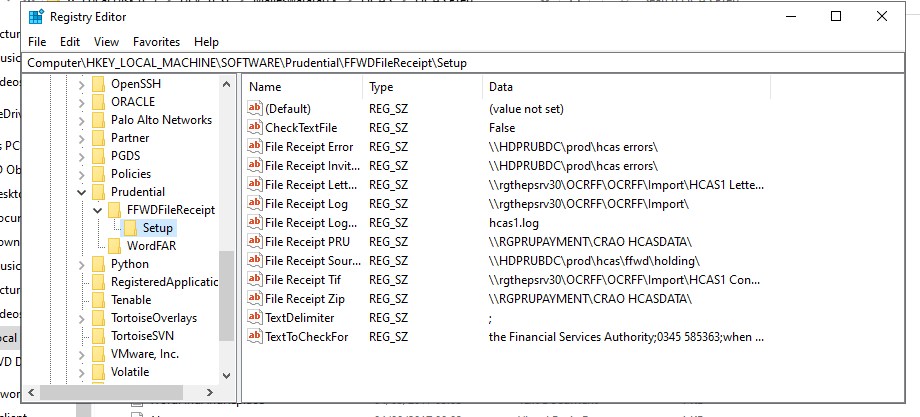 Registry Editor
File Edit View Favorites Help
Computer\HKEY_LOCAL_MACHINE\SOFTWARE\Prudential\FFWDFileReceipt\Setup
OpenSSH
ORACLE
Palo Alto Networks
Partner
PGDS
Policies
Prudential
FFWDFileReceipt
Setup
WordFAR
Python
RegisteredApplicatic
Tenable
TortoiseOverlays
TortoiseSVN
VMware, Inc.
Volatile
Name Type Data
(Default) REG_SZ (value not set)
CheckTextFile REG_SZ False
File Receipt Error REG_SZ \\HDPRUBDC\prod\hcas errors\
File Receipt Invit... REG_SZ \\HDPRUBDC\prod\hcas errors\
File Receipt Lett... REG_SZ \\rgthepsrv30\OCRFF\OCRFF\Import\HCAS1 Lette...
File Receipt Log REG_SZ \\rgthepsrv30\OCRFF\OCRFF\Import\
File Receipt Log... REG_SZ hcas1.log
File Receipt PRU REG_SZ \\RGPRUPAYMENT\CRAO HCASDATA\
File Receipt Sour... REG_SZ \\HDPRUBDC\prod\hcas\ffwd\holding\
File Receipt Tif REG_SZ \\rgthepsrv30\OCRFF\OCRFF\Import\HCAS1 Con...
File Receipt Zip REG_SZ \\RGPRUPAYMENT\CRAO HCASDATA\
TextDelimiter REG_SZ ;
TextToCheckFor REG_SZ the Financial Services Authority;0345 585363;when ...